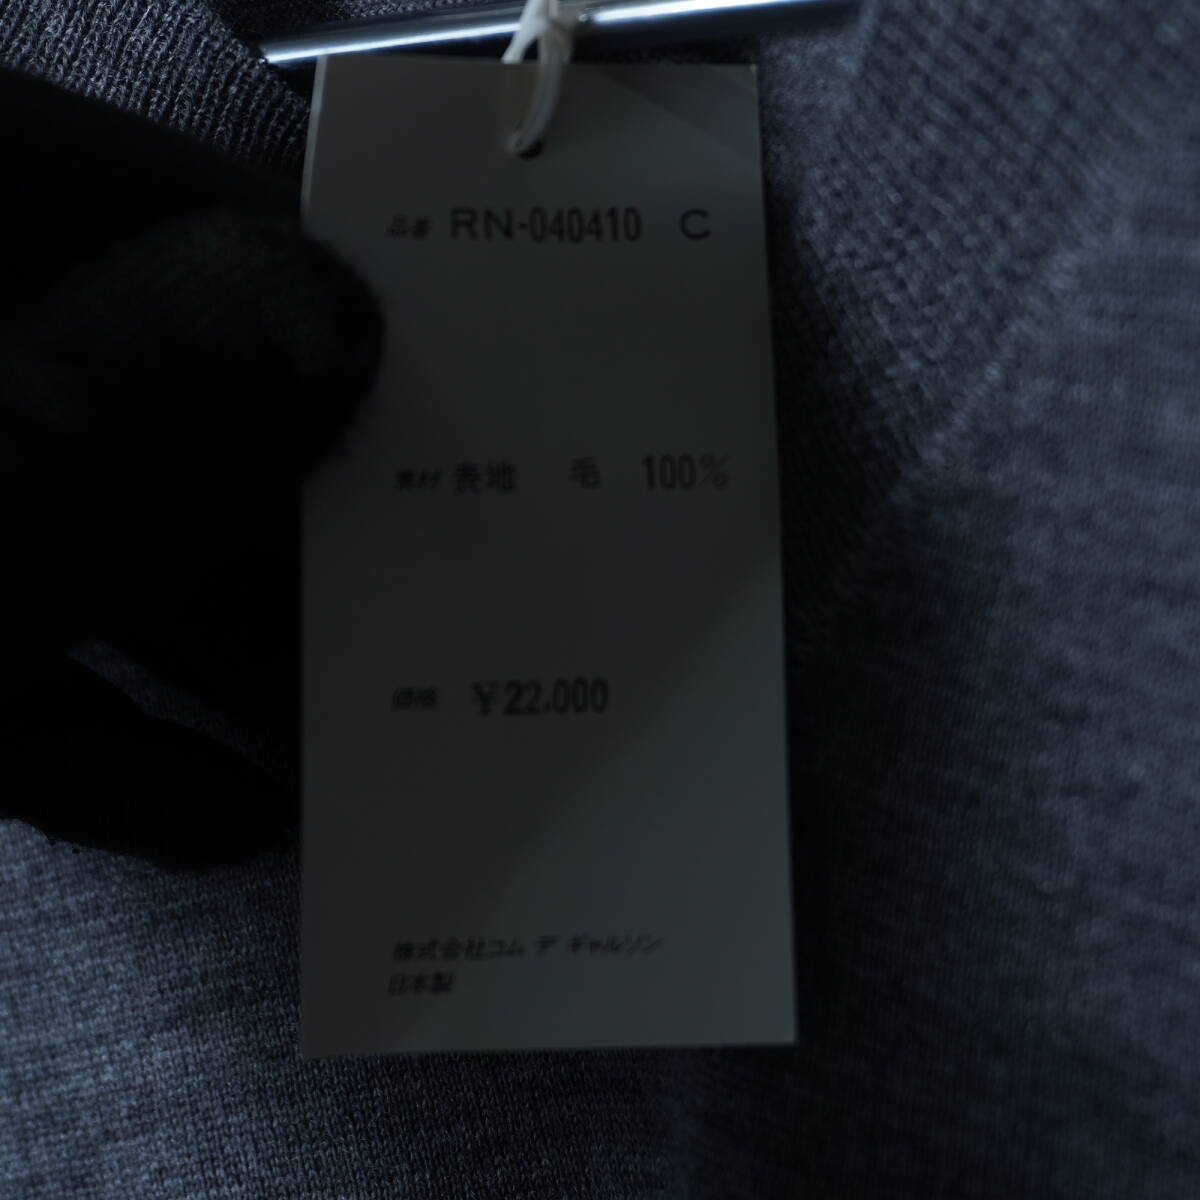 品番 RN-040410 C
素材 表地 毛 100%
価格 ¥22,000
株式会社コム デ ギャルソン
日本製